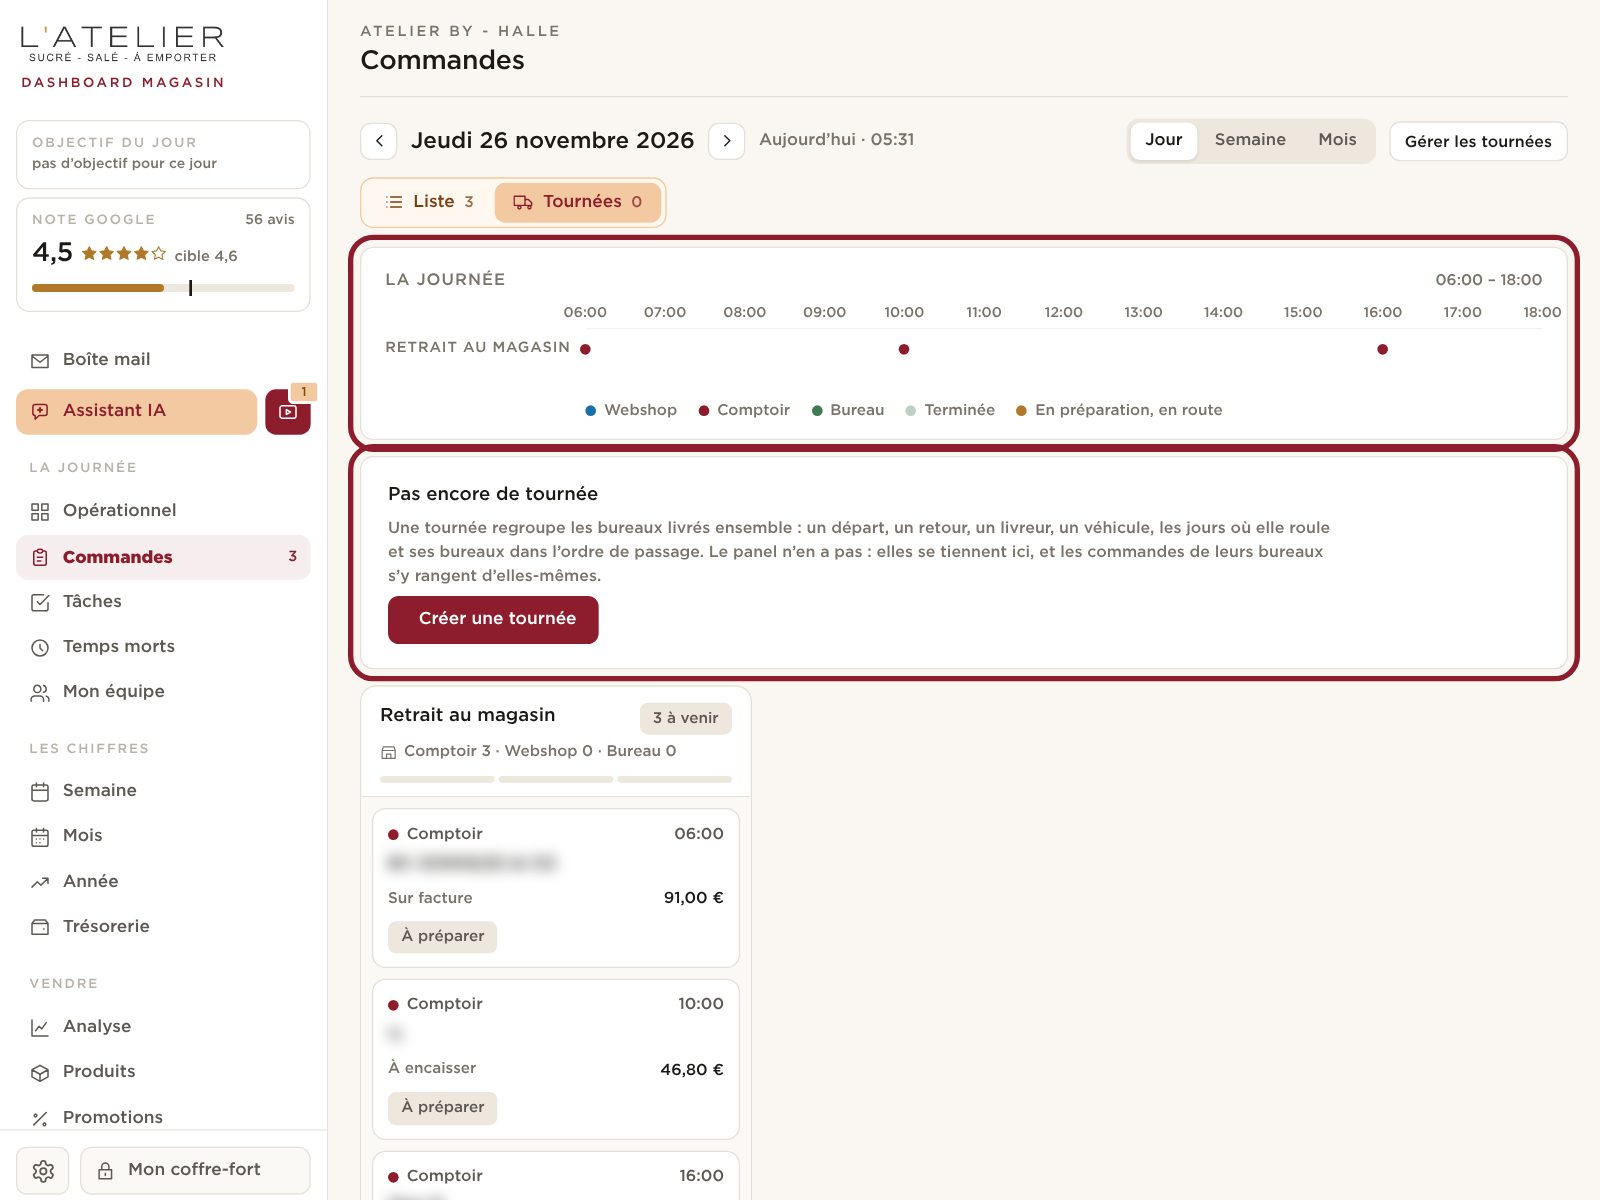 L'ATELIER
SUCRÉ - SALÉ - À EMPORTER
DASHBOARD MAGASIN
OBJECTIF DU JOUR
pas d'objectif pour ce jour
NOTE GOOGLE 56 avis
4,5 cible 4,6
Boîte mail
Assistant IA 1
LA JOURNÉE
Opérationnel
Commandes 3
Tâches
Temps morts
Mon équipe
LES CHIFFRES
Semaine
Mois
Année
Trésorerie
VENDRE
Analyse
Produits
Promotions
Mon coffre-fort
ATELIER BY - HALLE
Commandes
Jeudi 26 novembre 2026 Aujourd'hui · 05:31
Jour Semaine Mois Gérer les tournées
Liste 3 Tournées 0
LA JOURNÉE 06:00 – 18:00
06:00 07:00 08:00 09:00 10:00 11:00 12:00 13:00 14:00 15:00 16:00 17:00 18:00
RETRAIT AU MAGASIN
Webshop Comptoir Bureau Terminée En préparation, en route
Pas encore de tournée
Une tournée regroupe les bureaux livrés ensemble : un départ, un retour, un livreur, un véhicule, les jours où elle roule
et ses bureaux dans l'ordre de passage. Le panel n'en a pas : elles se tiennent ici, et les commandes de leurs bureaux
s'y rangent d'elles-mêmes.
Créer une tournée
Retrait au magasin 3 à venir
Comptoir 3 · Webshop 0 · Bureau 0
Comptoir 06:00
Sur facture 91,00 €
À préparer
Comptoir 10:00
À encaisser 46,80 €
À préparer
Comptoir 16:00